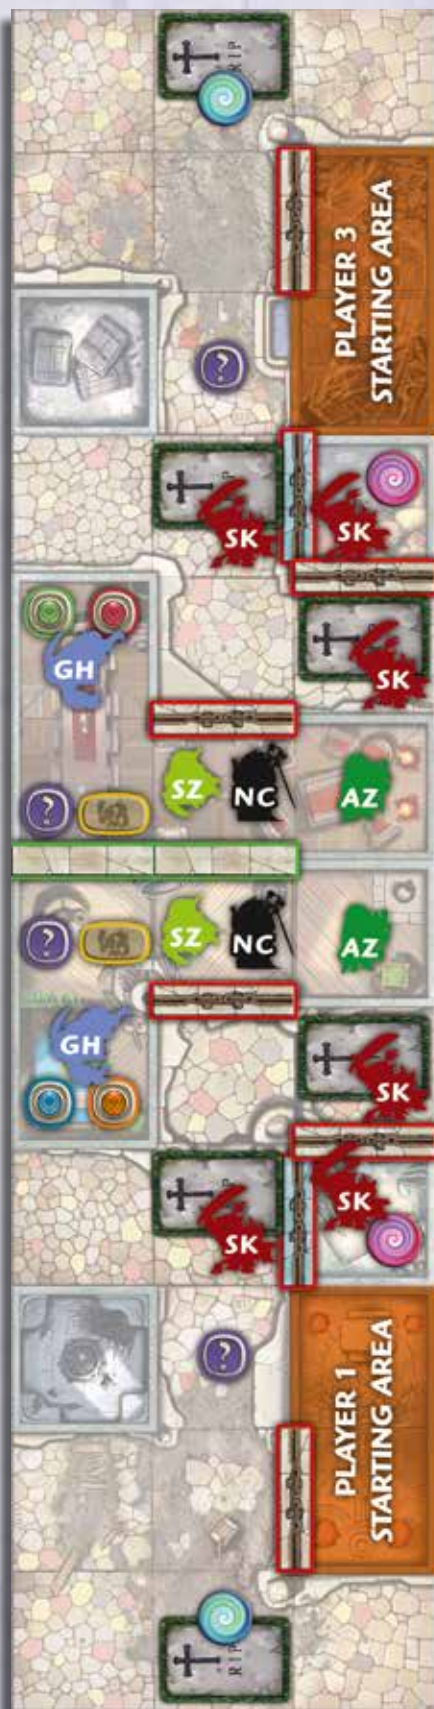 RIP
PLAYER 3
STARTING AREA
?
SK
SK
SK
GH
SZ
NC
AZ
?
?
SZ
NC
AZ
GH
SK
SK
SK
?
PLAYER 1
STARTING AREA
RIP